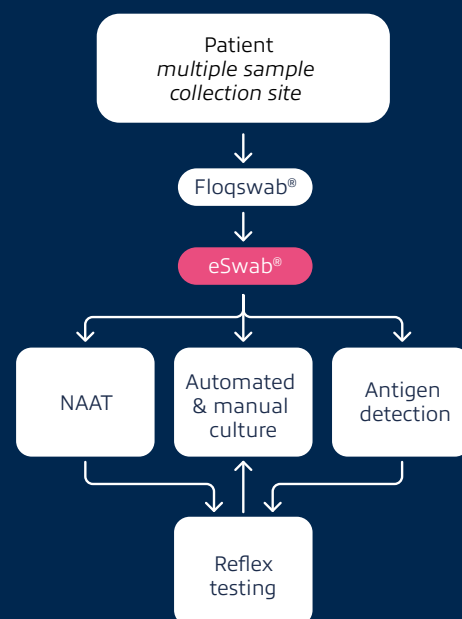 Patient
multiple sample
collection site
Floqswab®
eSwab®
NAAT
Automated
& manual
culture
Antigen
detection
Reflex
testing